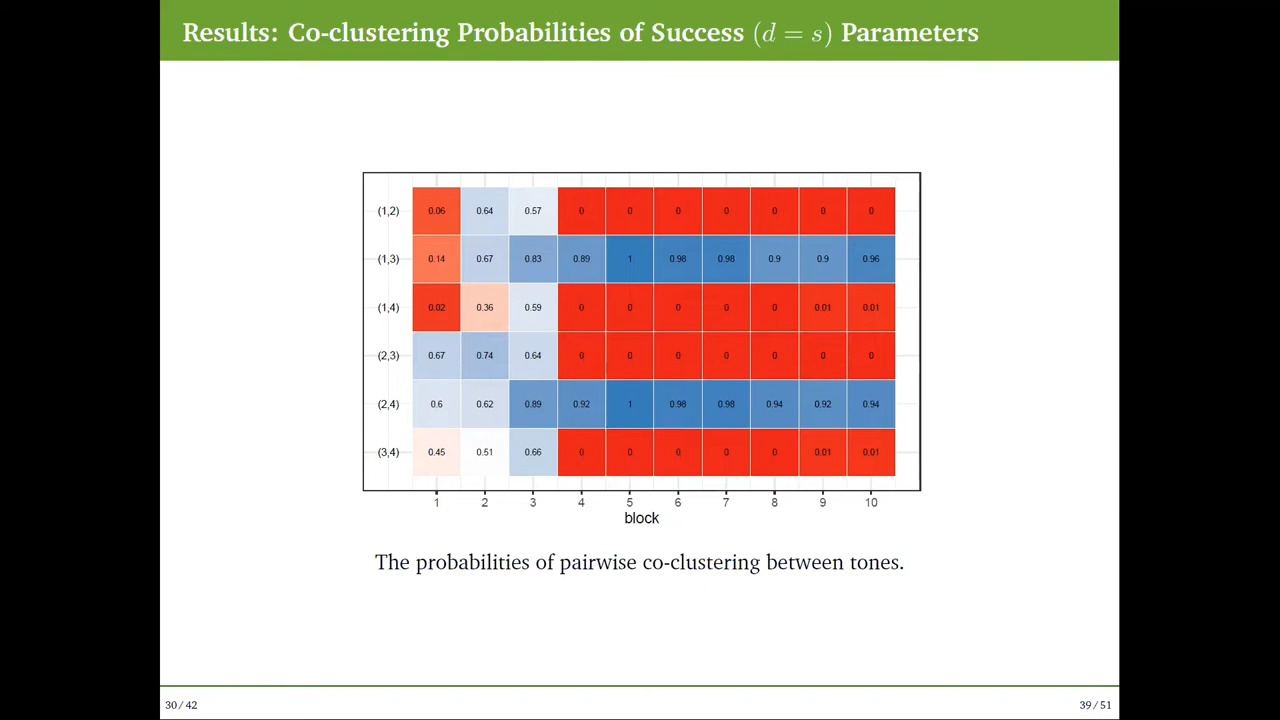 Results: Co-clustering Probabilities of Success (d = s) Parameters
(1,2) 0.06 0.64 0.57 0 0 0 0 0 0 0
(1,3) 0.14 0.67 0.83 0.89 1 0.98 0.98 0.9 0.9 0.96
(1,4) 0.02 0.36 0.59 0 0 0 0 0 0.01 0.01
(2,3) 0.67 0.74 0.64 0 0 0 0 0 0 0
(2,4) 0.6 0.62 0.89 0.92 1 0.98 0.98 0.94 0.92 0.94
(3,4) 0.45 0.51 0.66 0 0 0 0 0 0.01 0.01
1 2 3 4 5 6 7 8 9 10
block
The probabilities of pairwise co-clustering between tones.
30 / 42 39 / 51